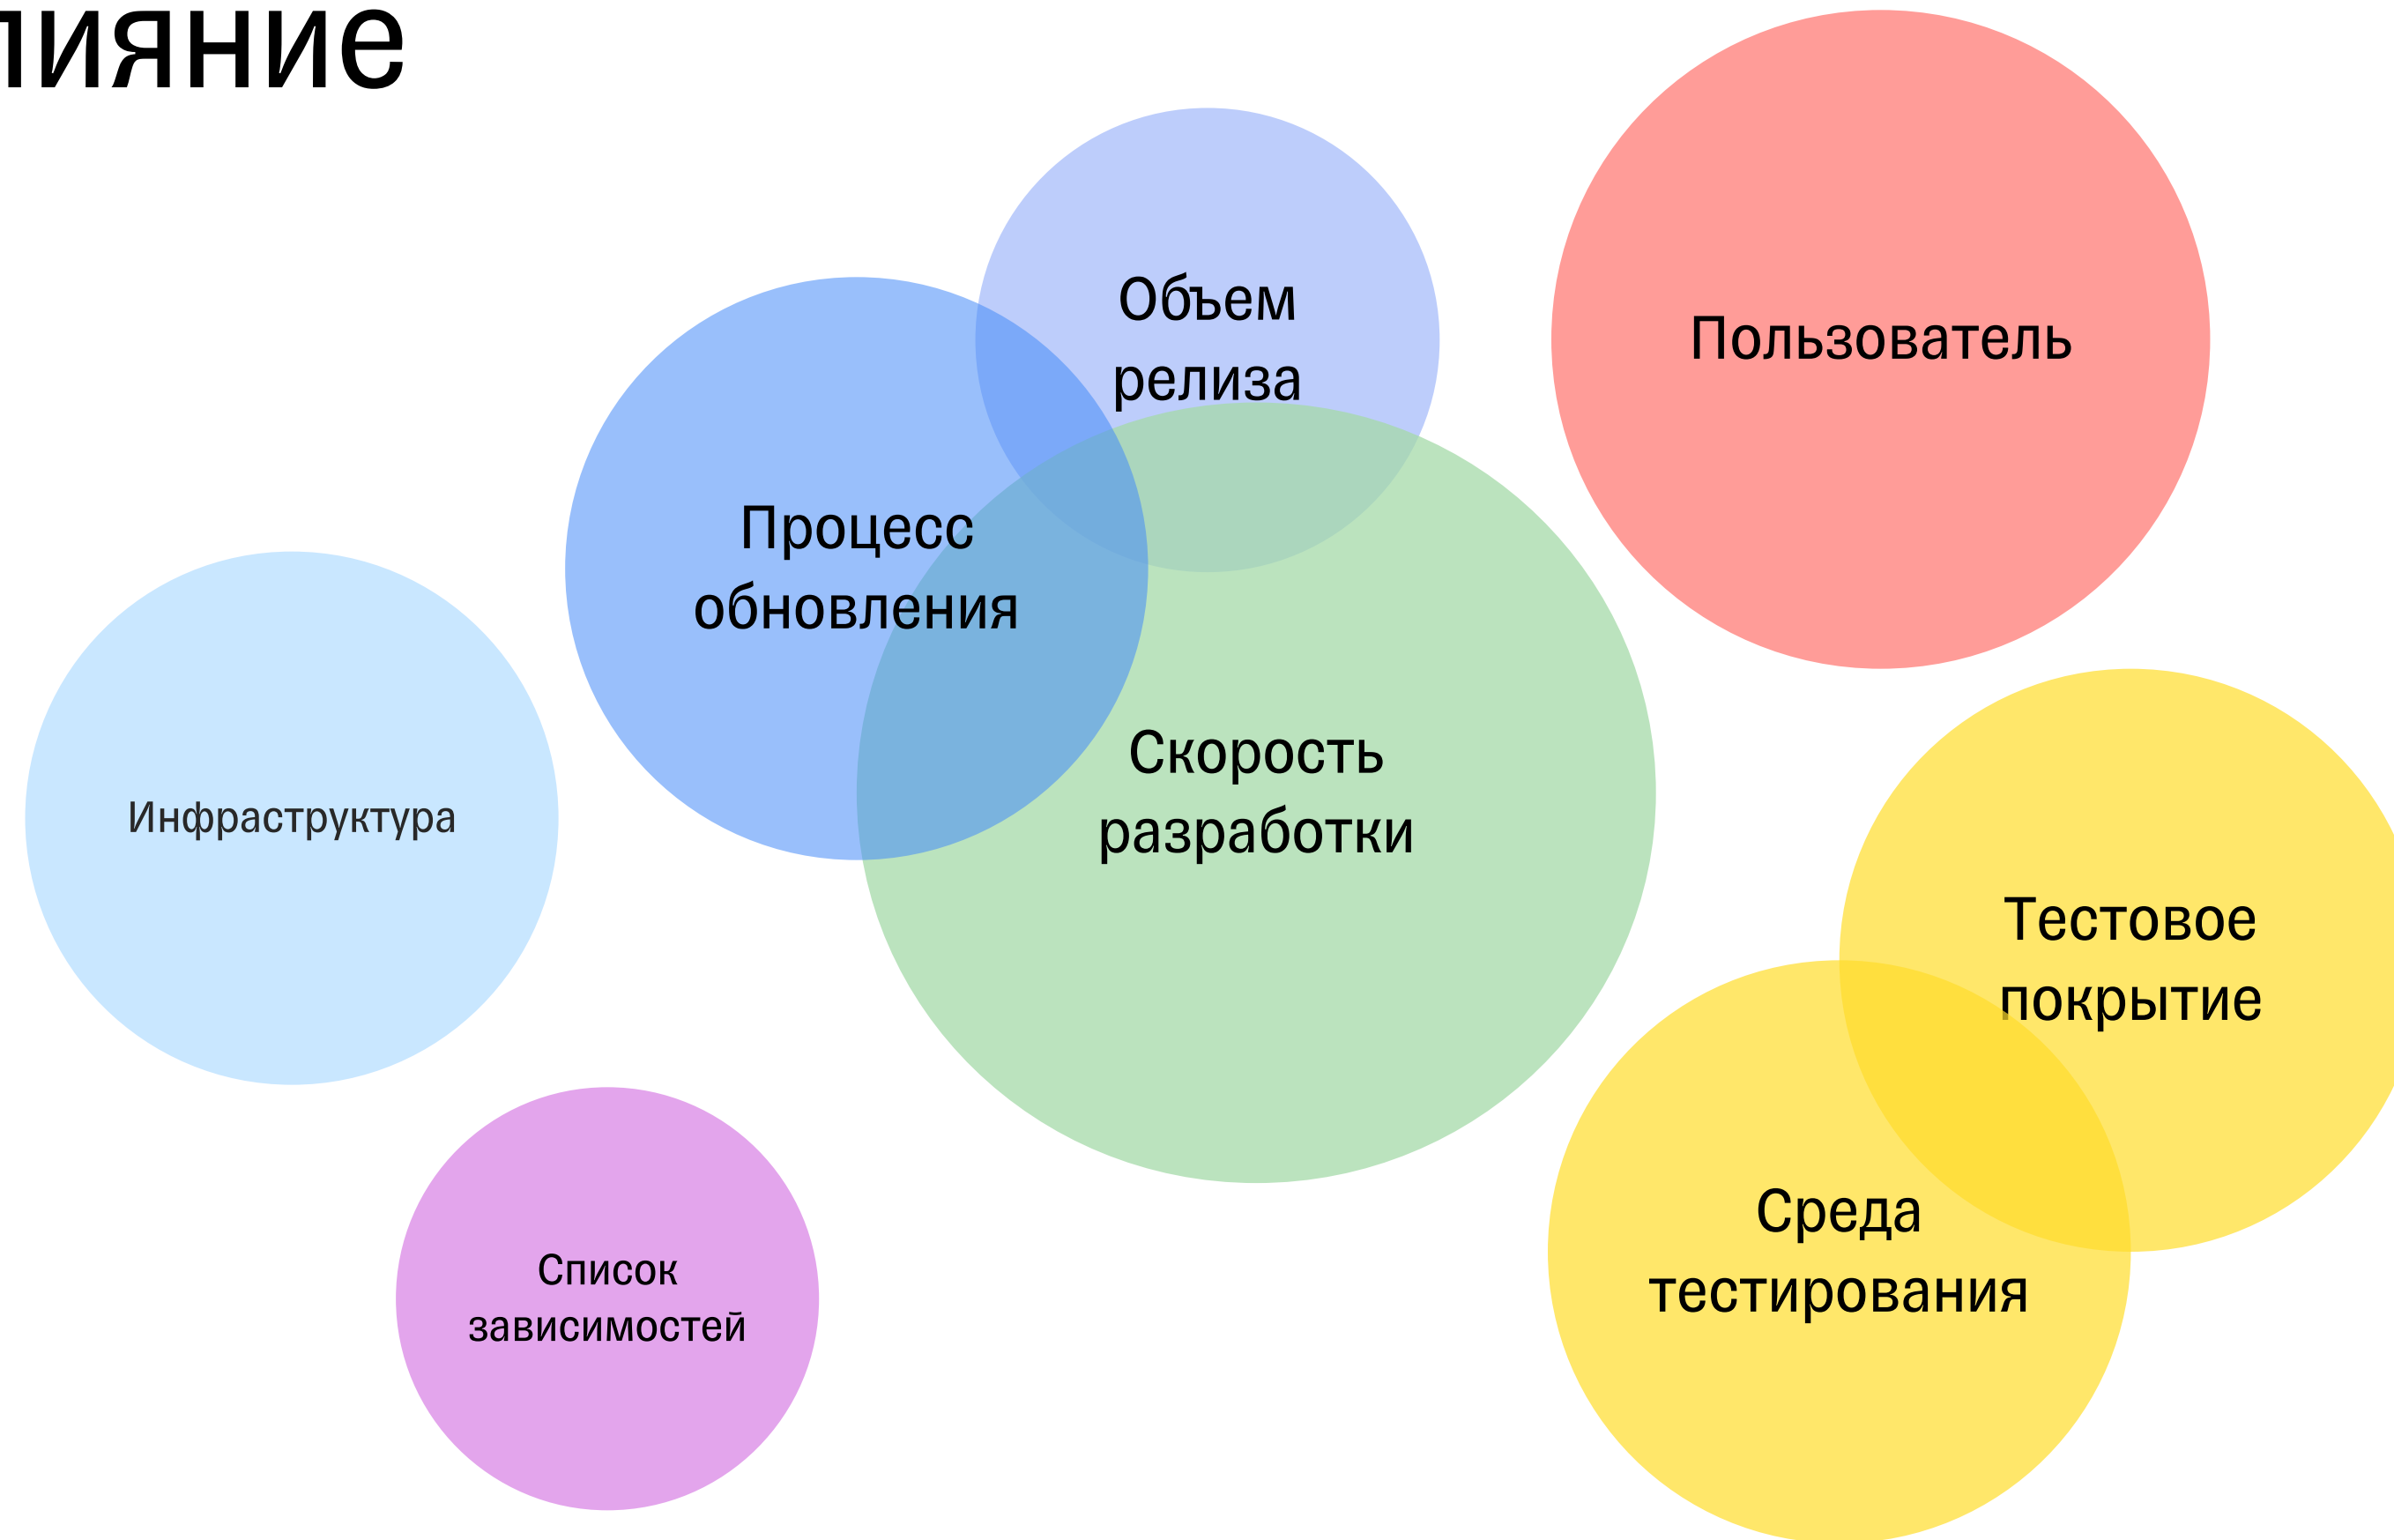 лияние
Объем
релиза
Пользователь
Процесс
обновления
Скорость
разработки
Инфраструктура
Тестовое
покрытие
Среда
тестирования
Список
зависимостей